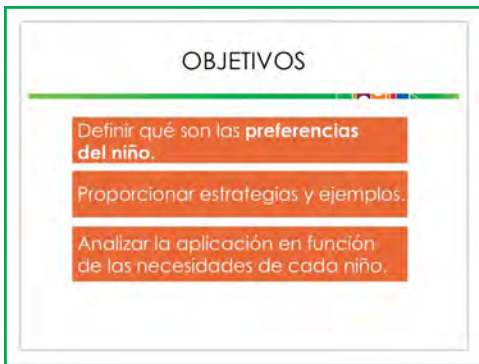 OBJETIVOS
Definir qué son las preferencias
del niño.
Proporcionar estrategias y ejemplos.
Analizar la aplicación en función
de las necesidades de cada niño.